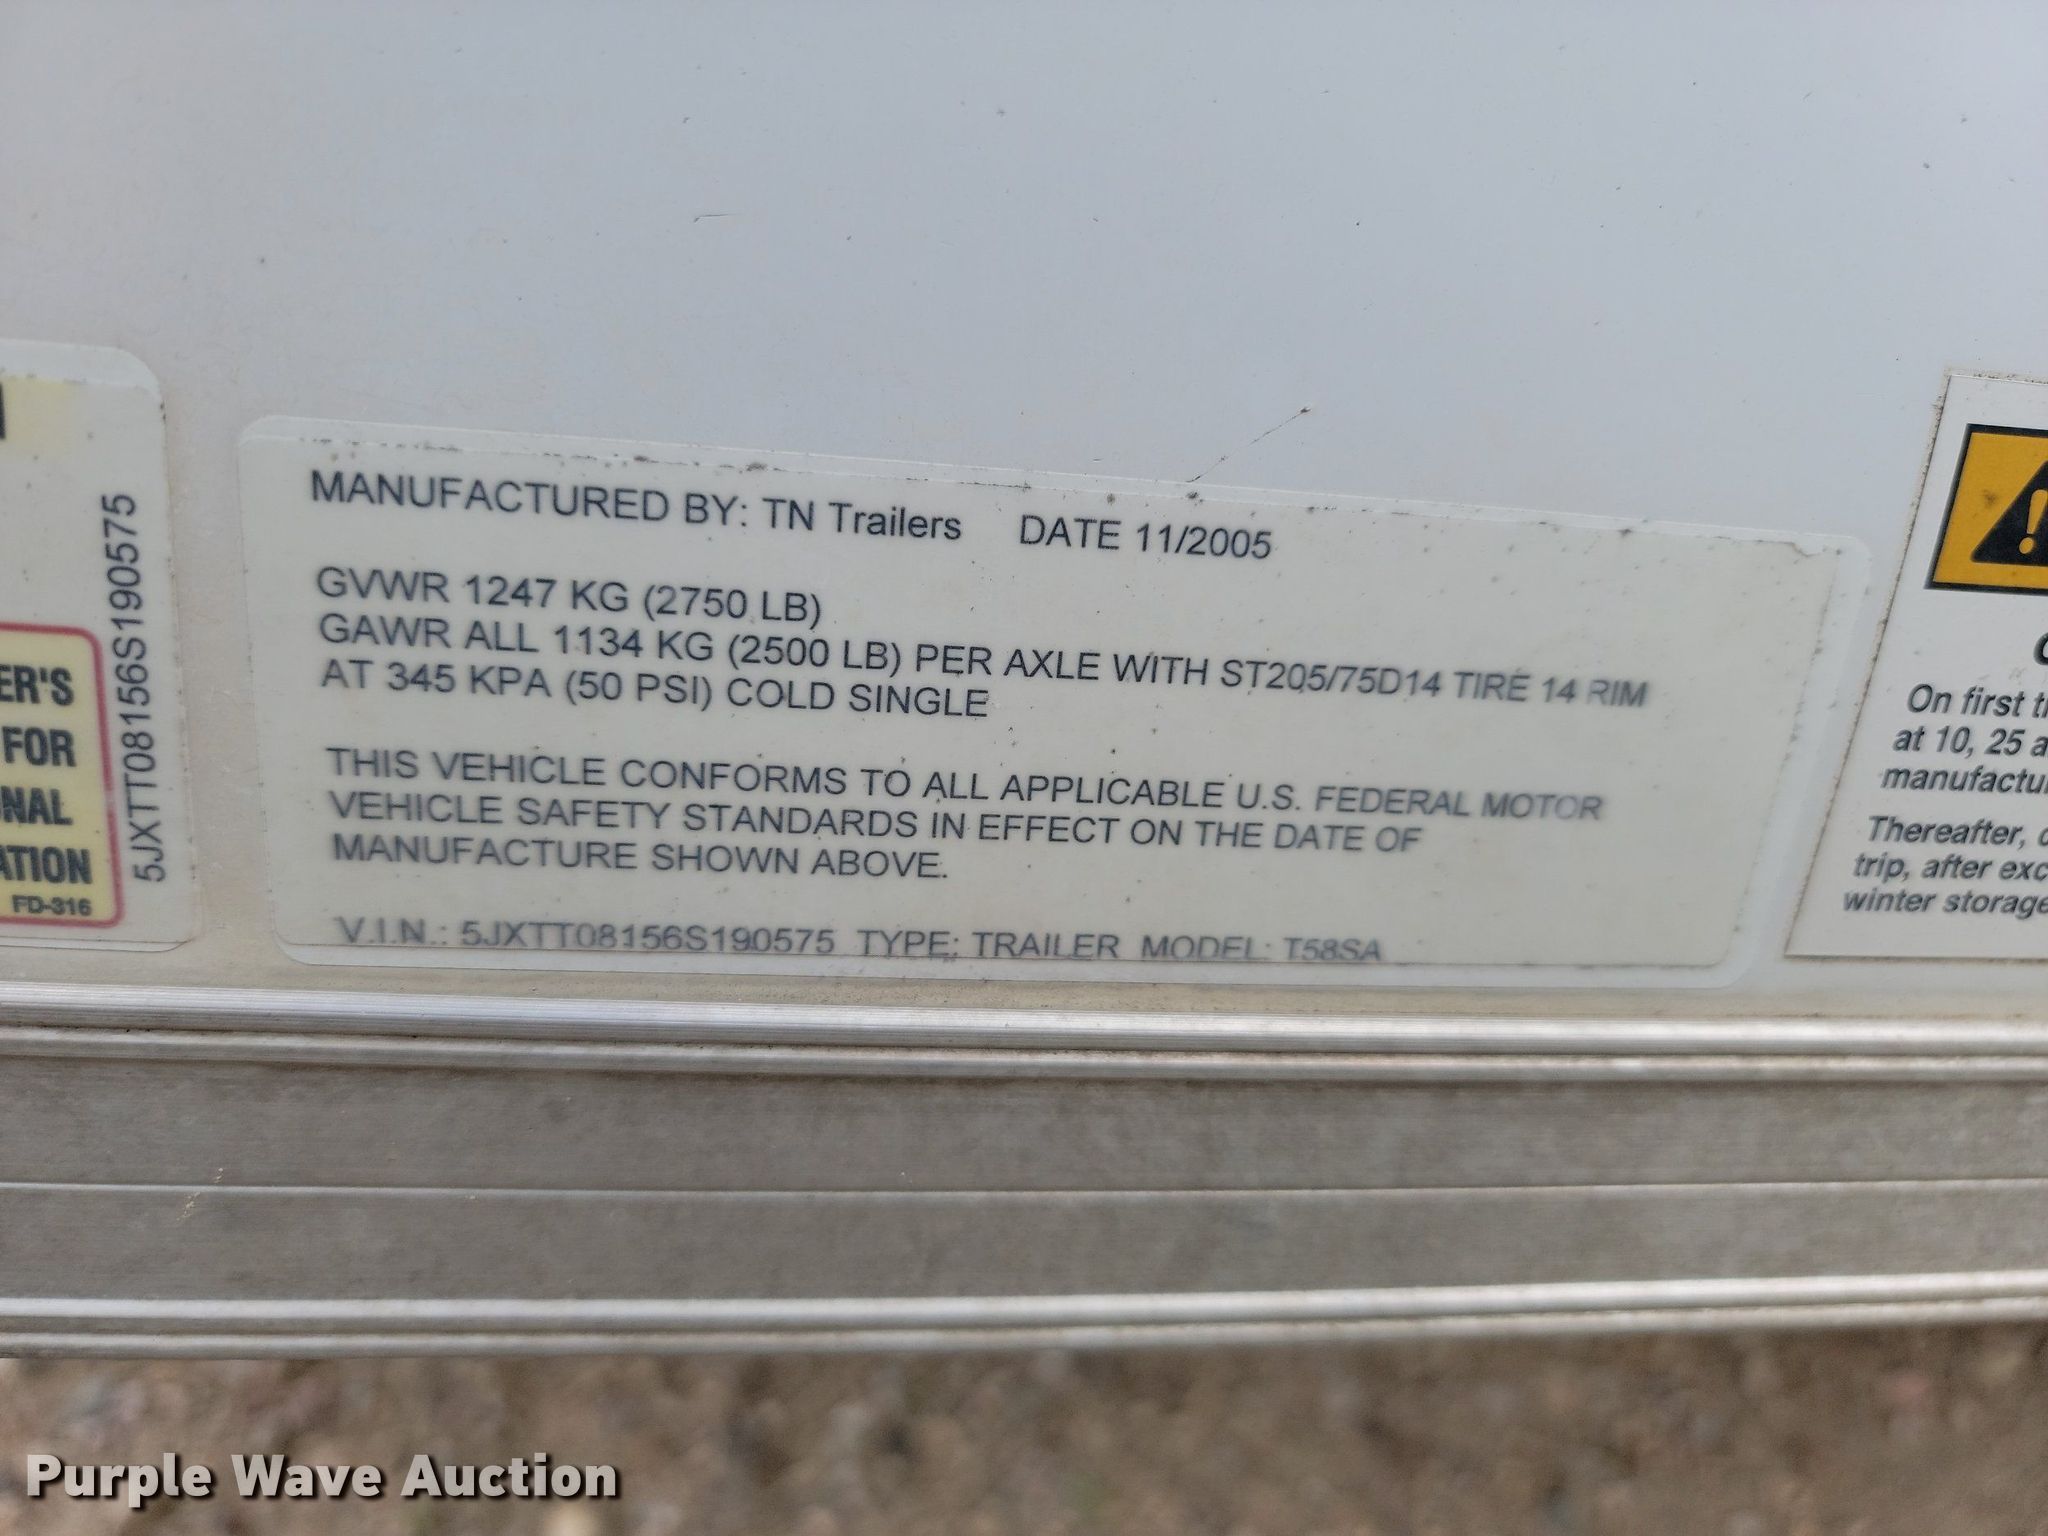 ER'S
FOR
NAL
ATION
FD-316
5JXTT08156S190575
MANUFACTURED BY: TN Trailers DATE 11/2005
GVWR 1247 KG (2750 LB)
GAWR ALL 1134 KG (2500 LB) PER AXLE WITH ST205/75D14 TIRE 14 RIM
AT 345 KPA (50 PSI) COLD SINGLE
THIS VEHICLE CONFORMS TO ALL APPLICABLE U.S. FEDERAL MOTOR
VEHICLE SAFETY STANDARDS IN EFFECT ON THE DATE OF
MANUFACTURE SHOWN ABOVE.
V.I.N.: 5JXTT08156S190575 TYPE: TRAILER MODEL: T58SA
On first t
at 10, 25 a
manufactu
Thereafter, c
trip, after exc
winter storage
Purple Wave Auction